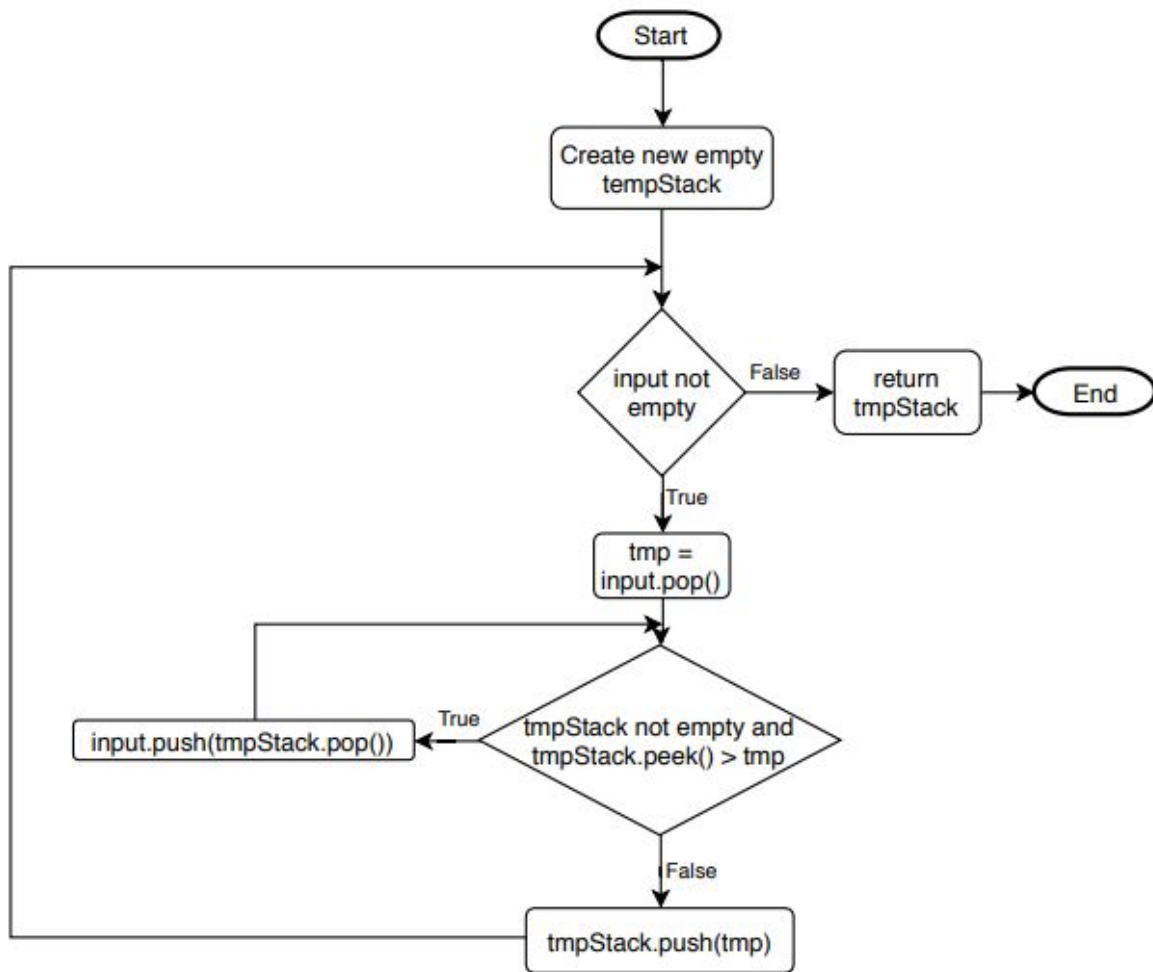 Start
Create new empty
tempStack
input not
empty
False
return
tmpStack
End
True
tmp =
input.pop()
tmpStack not empty and
tmpStack.peek() > tmp
True
input.push(tmpStack.pop())
False
tmpStack.push(tmp)